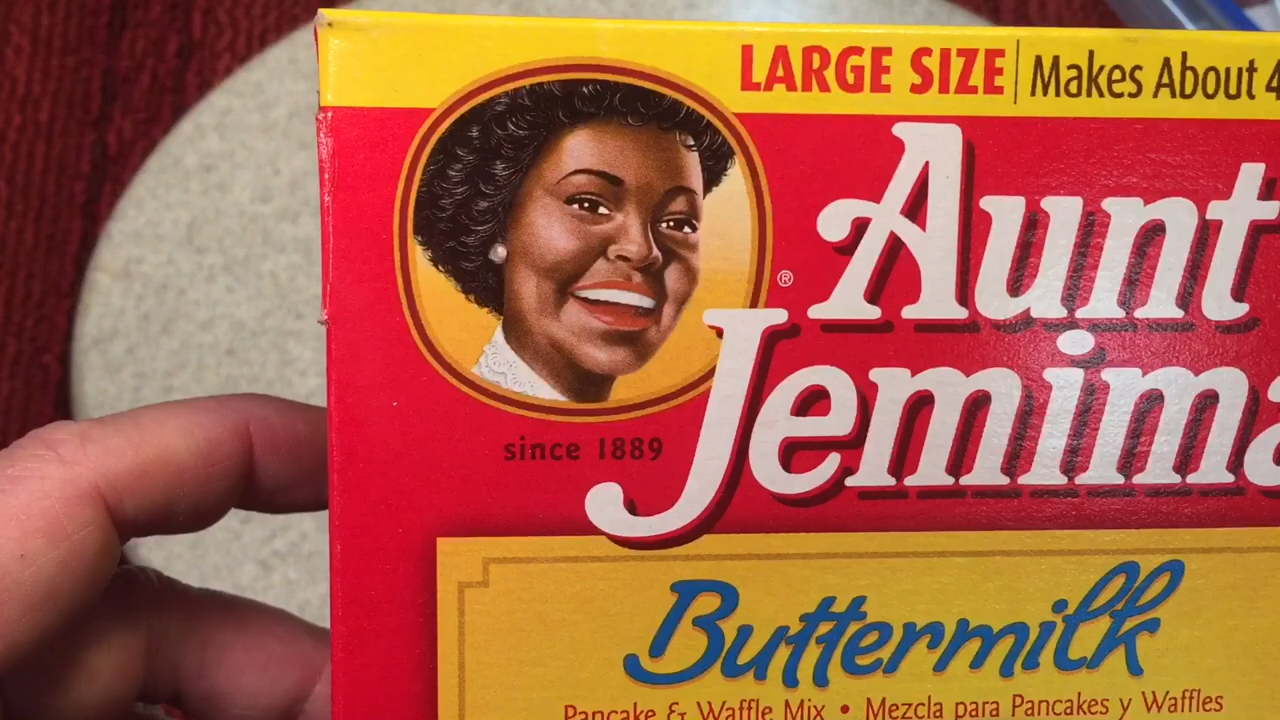 LARGE SIZE | Makes About 4
Aunt
®
Jemima
since 1889
Buttermilk
Pancake & Waffle Mix • Mezcla para Pancakes y Waffles